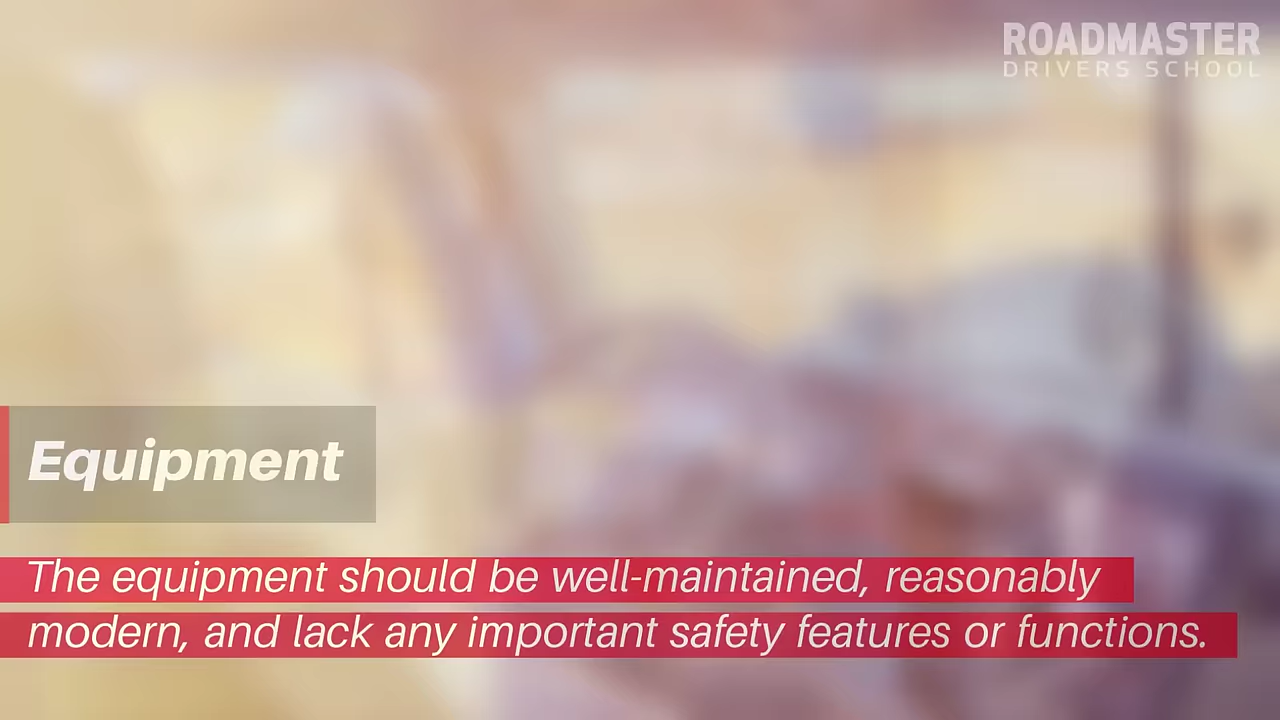 ROADMASTER
DRIVERS SCHOOL
Equipment
The equipment should be well-maintained, reasonably
modern, and lack any important safety features or functions.